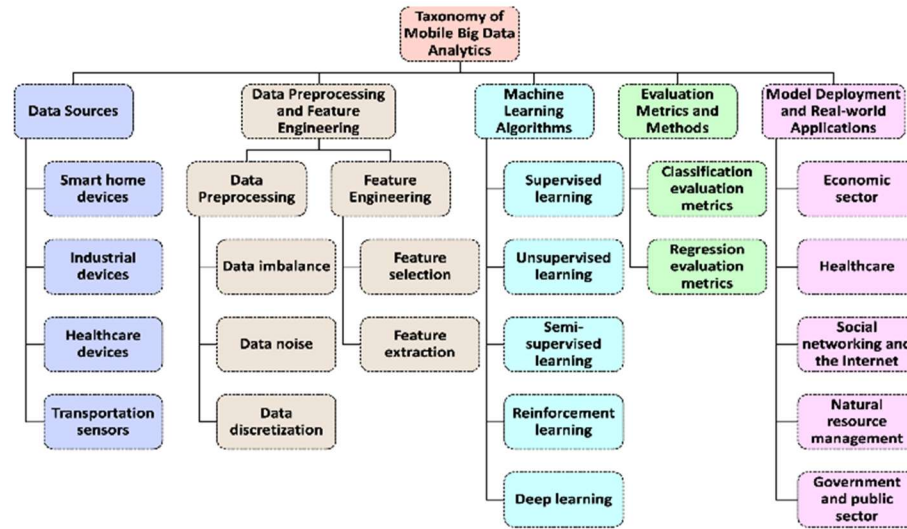 Taxonomy of
Mobile Big Data
Analytics
Data Sources
Data Preprocessing
and Feature
Engineering
Machine
Learning
Algorithms
Evaluation
Metrics and
Methods
Model Deployment
and Real-world
Applications
Smart home
devices
Industrial
devices
Healthcare
devices
Transportation
sensors
Data
Preprocessing
Data imbalance
Data noise
Data
discretization
Feature
Engineering
Feature
selection
Feature
extraction
Supervised
learning
Unsupervised
learning
Semi-
supervised
learning
Reinforcement
learning
Deep learning
Classification
evaluation
metrics
Regression
evaluation
metrics
Economic
sector
Healthcare
Social
networking and
the Internet
Natural
resource
management
Government
and public
sector